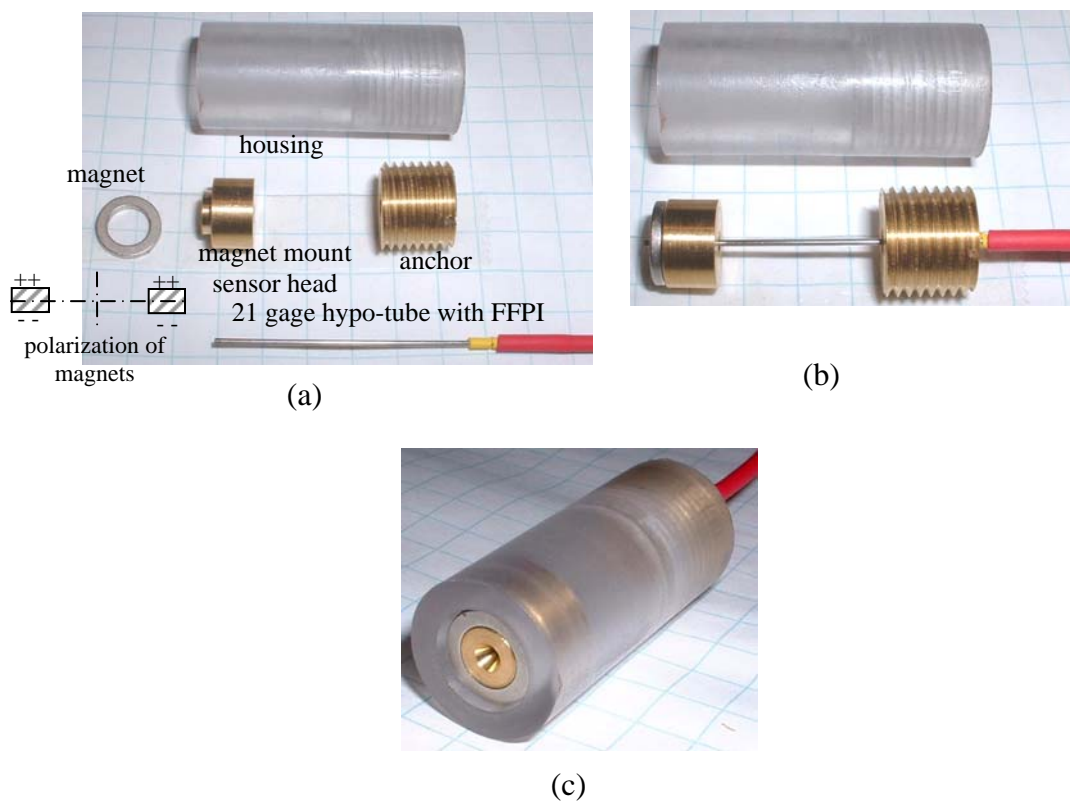 housing
magnet
magnet mount
sensor head
anchor
++ ++
-- --
21 gage hypo-tube with FFPI
polarization of
magnets
(a)
(b)
(c)